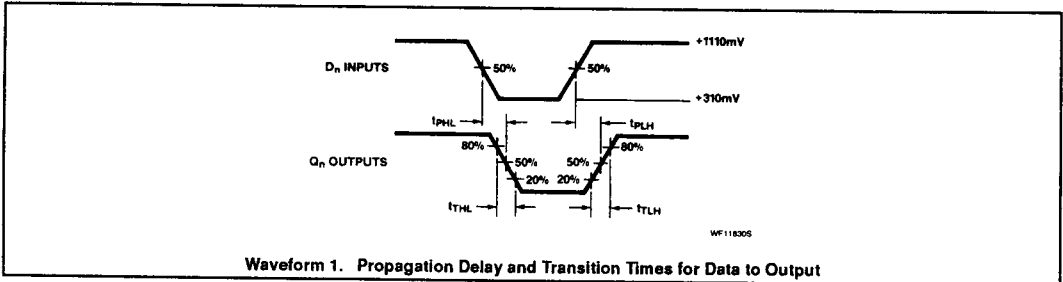 +1110mV
Dn INPUTS
50%
50%
+310mV
tPHL
tPLH
80%
80%
Qn OUTPUTS
50%
50%
20%
20%
tTHL
tTLH
WF11830S
Waveform 1. Propagation Delay and Transition Times for Data to Output